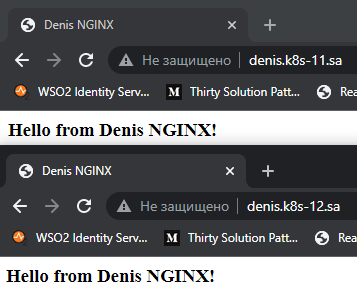 Denis NGINX
Не защищено denis.k8s-11.sa
WSO2 Identity Serv... Thirty Solution Patt... Rea
Hello from Denis NGINX!
Denis NGINX
Не защищено denis.k8s-12.sa
WSO2 Identity Serv... Thirty Solution Patt... Rea
Hello from Denis NGINX!